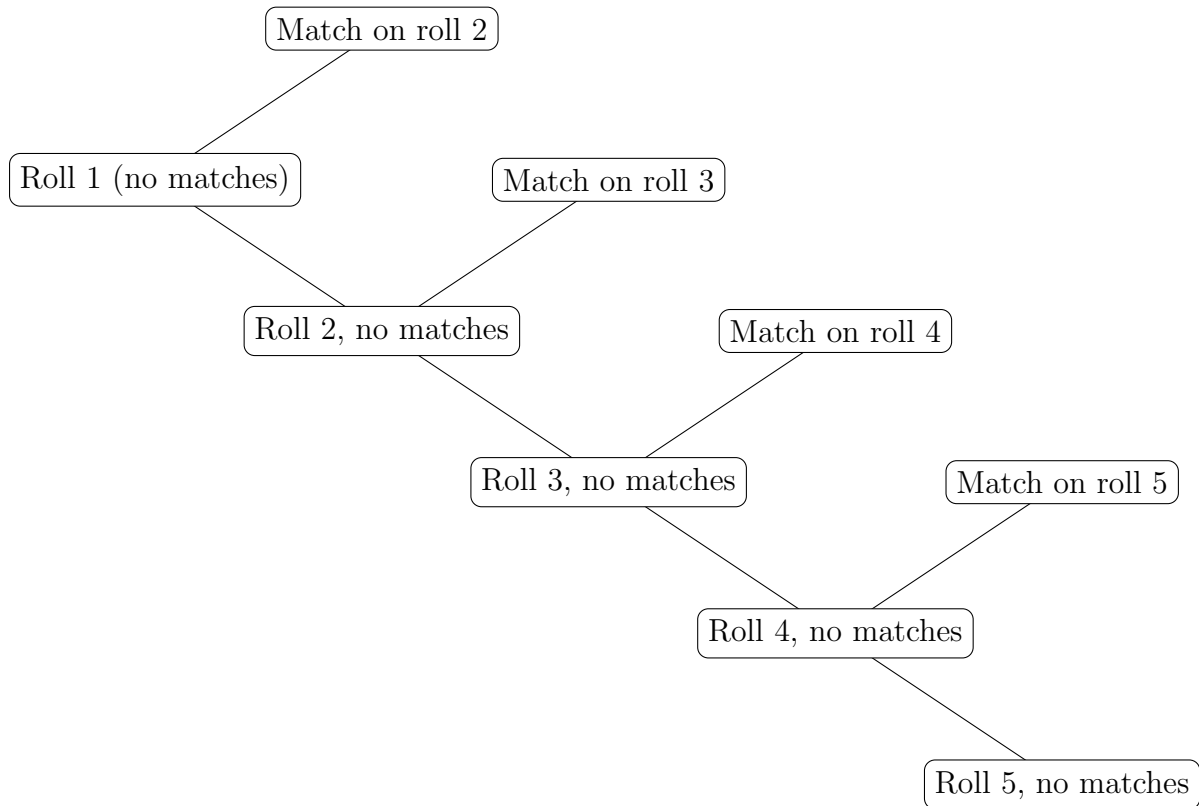 Match on roll 2
Roll 1 (no matches)
Match on roll 3
Roll 2, no matches
Match on roll 4
Roll 3, no matches
Match on roll 5
Roll 4, no matches
Roll 5, no matches